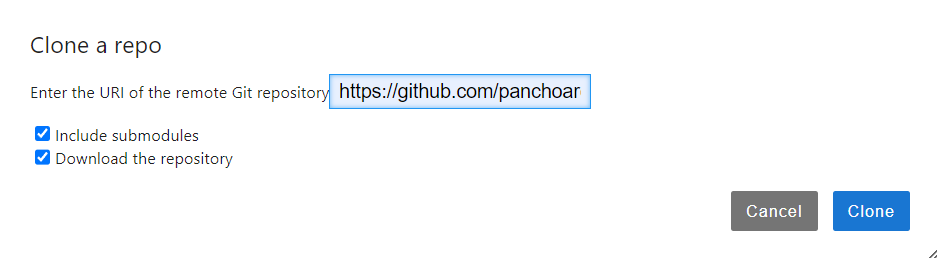 Clone a repo
Enter the URI of the remote Git repository https://github.com/panchoar
Include submodules
Download the repository
Cancel Clone